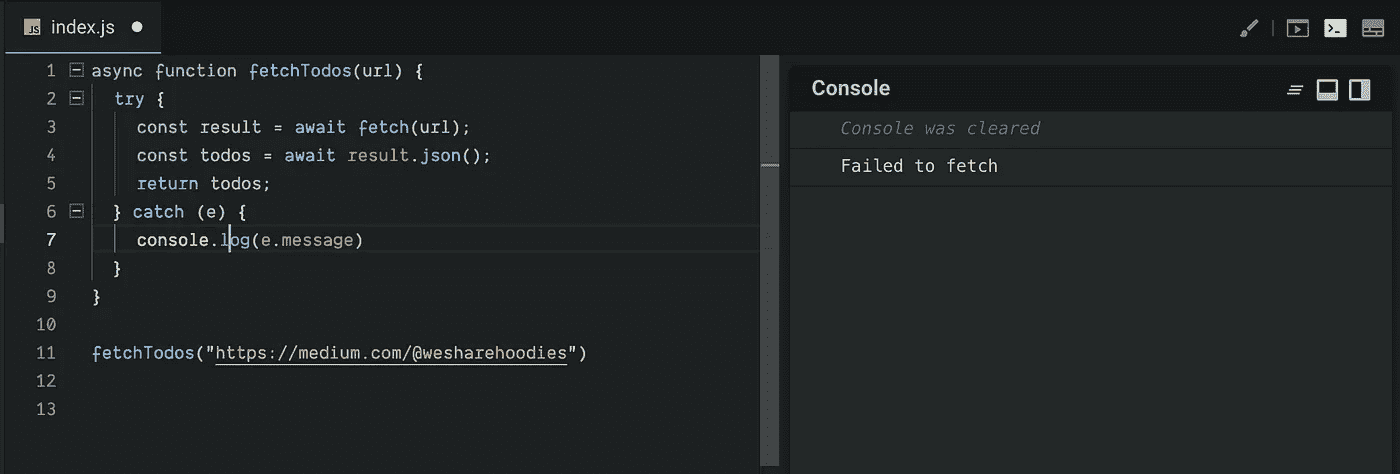 JS index.js
1 async function fetchTodos(url) {
2 try {
3 const result = await fetch(url);
4 const todos = await result.json();
5 return todos;
6 } catch (e) {
7 console.log(e.message)
8 }
9 }
10
11 fetchTodos("https://medium.com/@wesharehoodies")
12
13
Console
Console was cleared
Failed to fetch